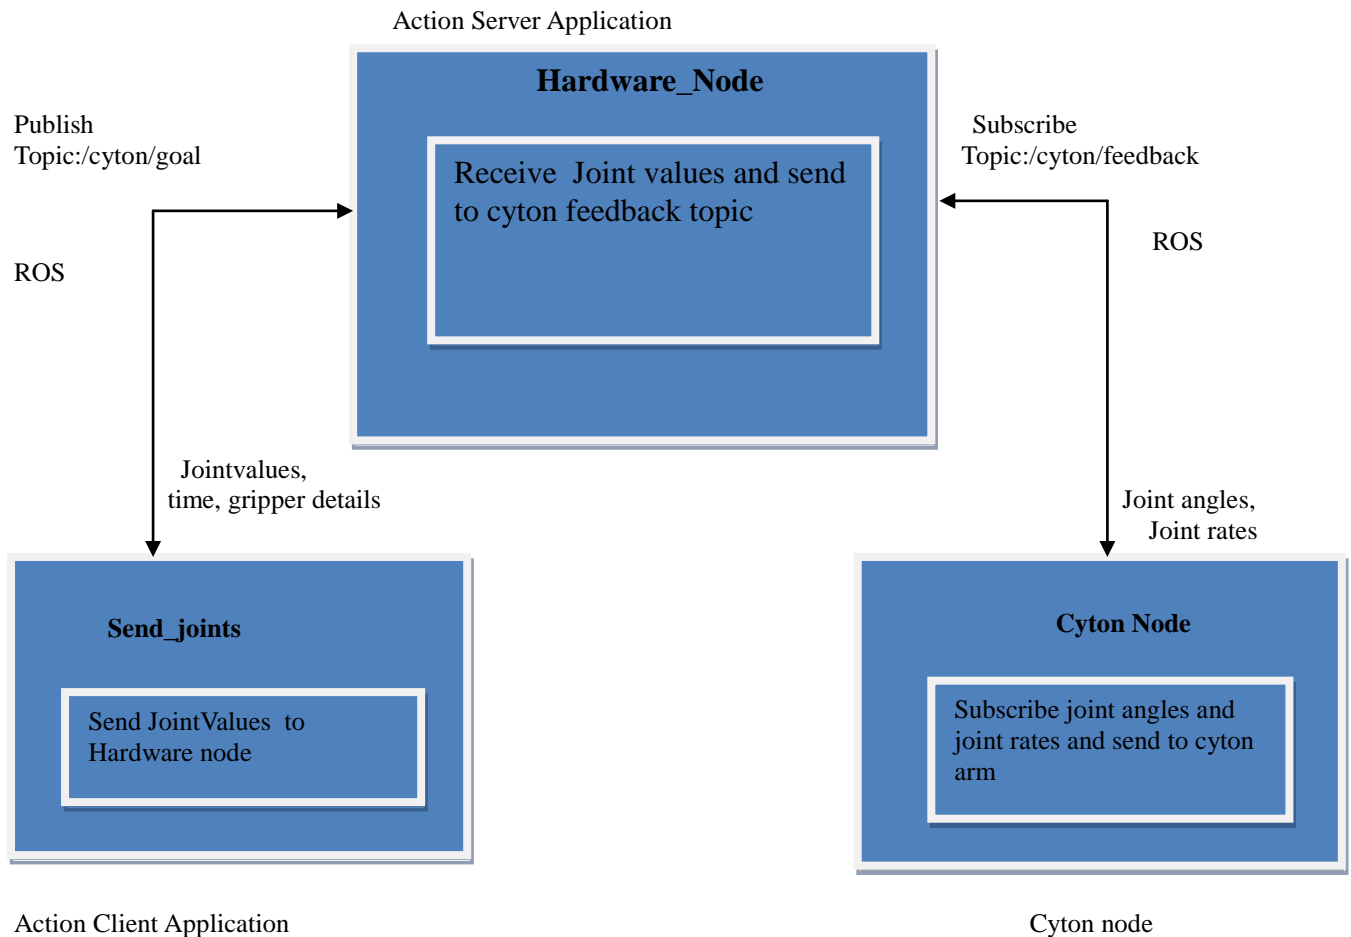 Action Server Application
Hardware_Node
Publish
Topic:/cyton/goal
Subscribe
Topic:/cyton/feedback
Receive  Joint values and send
to cyton feedback topic
ROS
ROS
Jointvalues,
time, gripper details
Joint angles,
Joint rates
Send_joints
Send JointValues  to
Hardware node
Cyton Node
Subscribe joint angles and
joint rates and send to cyton
arm
Action Client Application
Cyton node